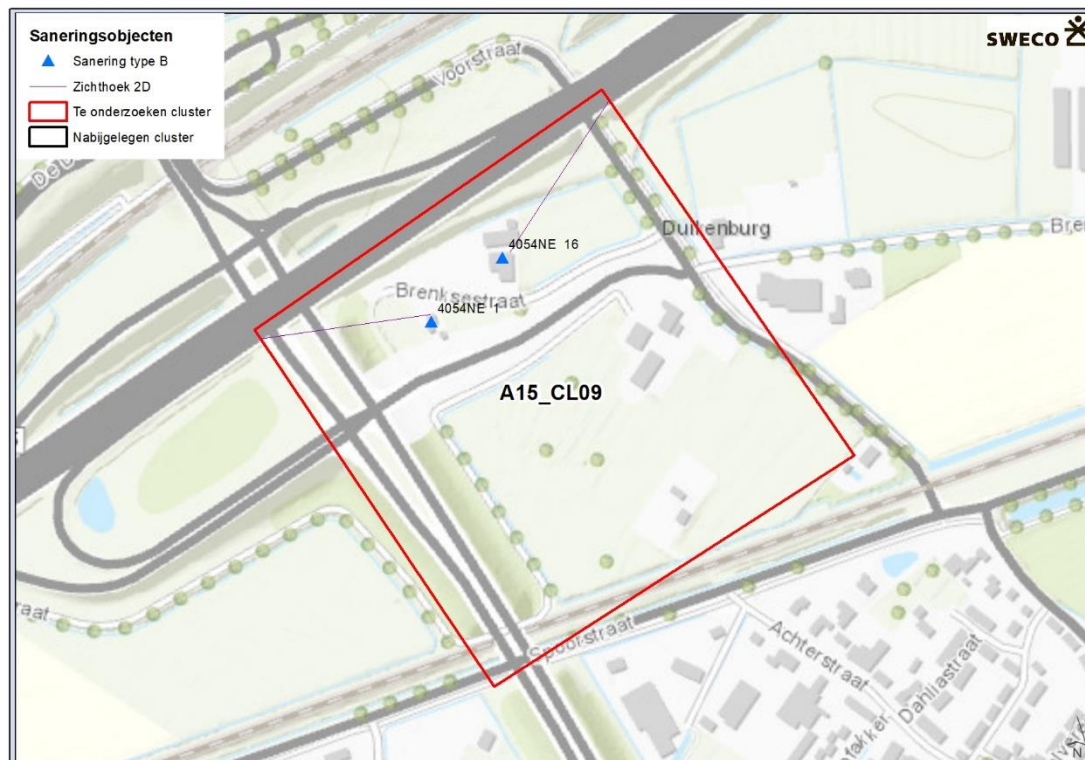 Saneringsobjecten
Sanering type B
Zichthoek 2D
Te onderzoeken cluster
Nabijgelegen cluster
SWECO
Voorstraat
De
Duikenburg
4054NE 16
Brenksestraat
4054NE 1
A15_CL09
Spoorstraat
Achterstraat
Dahliastraat
N